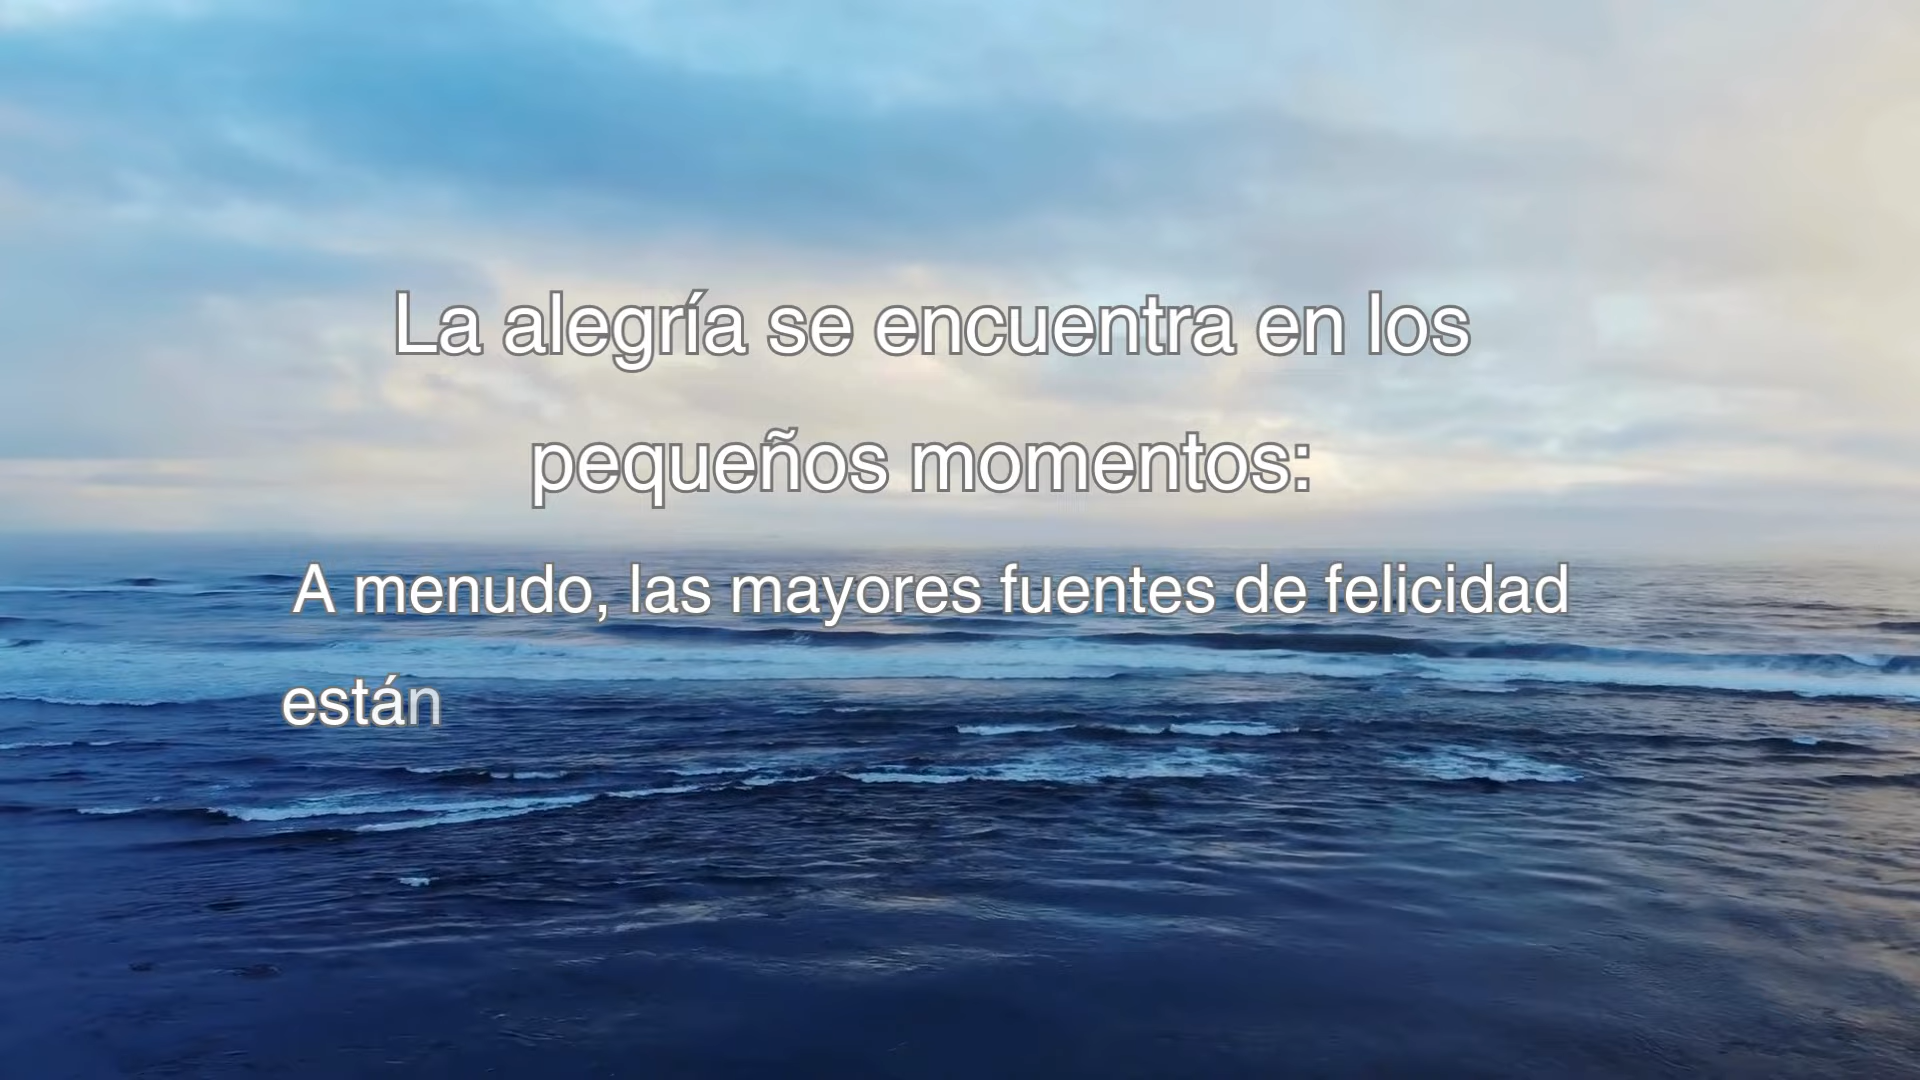 La alegría se encuentra en los
pequeños momentos:
A menudo, las mayores fuentes de felicidad
están